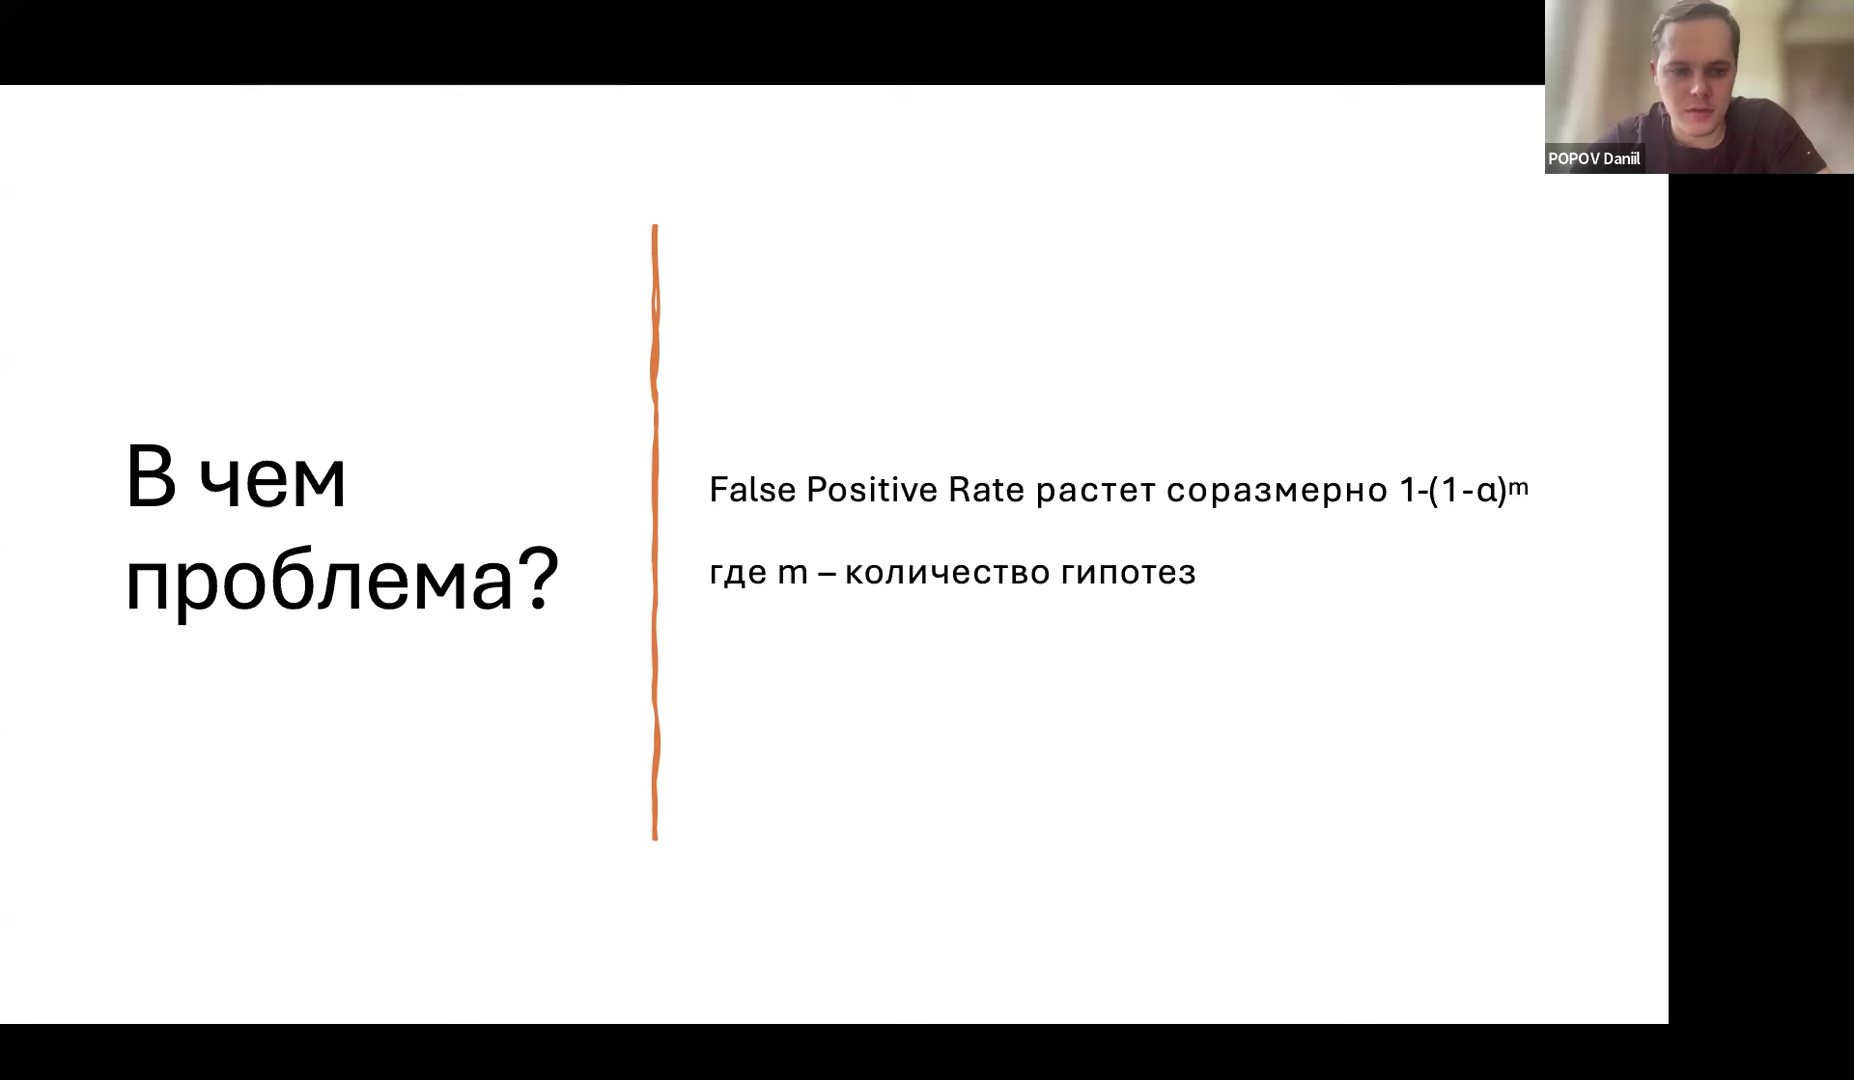 POPOV Daniil
В чем
проблема?
False Positive Rate растет соразмерно 1-(1-α)ᵐ
где m – количество гипотез